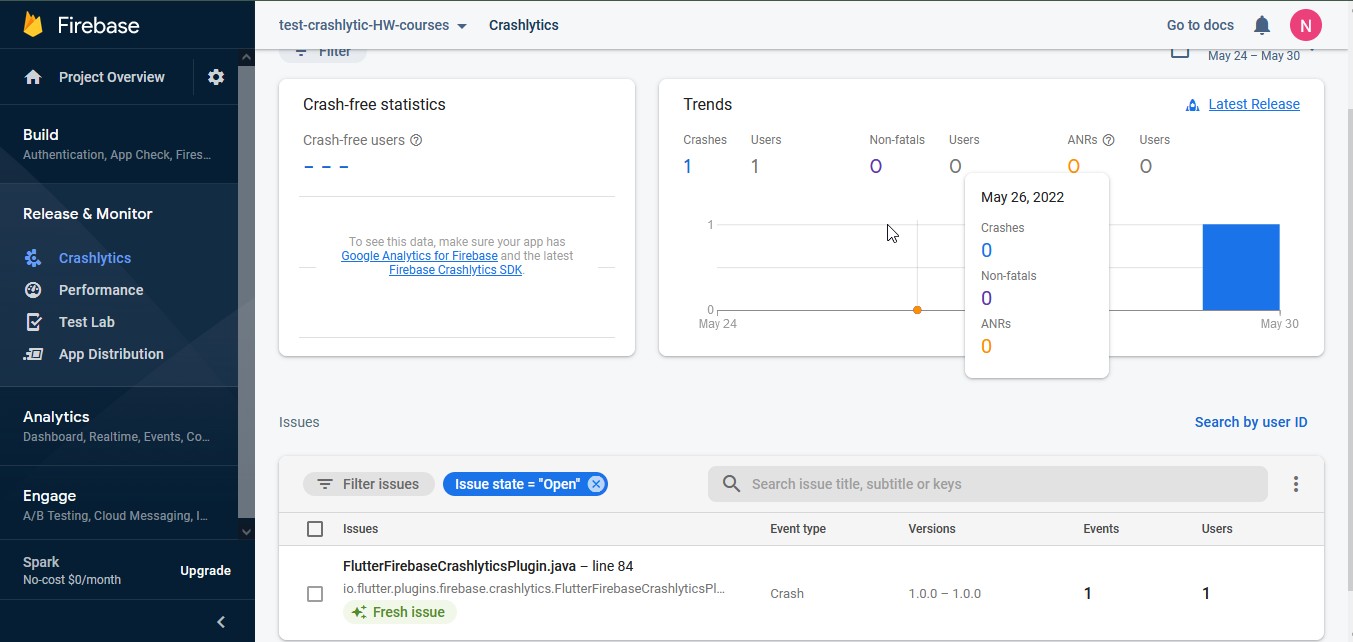 Firebase
test-crashlytic-HW-courses
Crashlytics
Go to docs
N
Project Overview
Build
Authentication, App Check, Fires...
Release & Monitor
Crashlytics
Performance
Test Lab
App Distribution
Analytics
Dashboard, Realtime, Events, Co...
Engage
A/B Testing, Cloud Messaging, I...
Spark
No-cost $0/month
Upgrade
Filter
May 24 – May 30
Crash-free statistics
Crash-free users
– – –
To see this data, make sure your app has
Google Analytics for Firebase and the latest
Firebase Crashlytics SDK.
Trends
Latest Release
Crashes Users Non-fatals Users ANRs Users
1 1 0 0 0 0
1
0
May 24
May 30
May 26, 2022
Crashes
0
Non-fatals
0
ANRs
0
Issues
Search by user ID
Filter issues
Issue state = "Open"
Search issue title, subtitle or keys
Issues Event type Versions Events Users
FlutterFirebaseCrashlyticsPlugin.java – line 84
io.flutter.plugins.firebase.crashlytics.FlutterFirebaseCrashlyticsPl...
Fresh issue
Crash
1.0.0 – 1.0.0
1
1